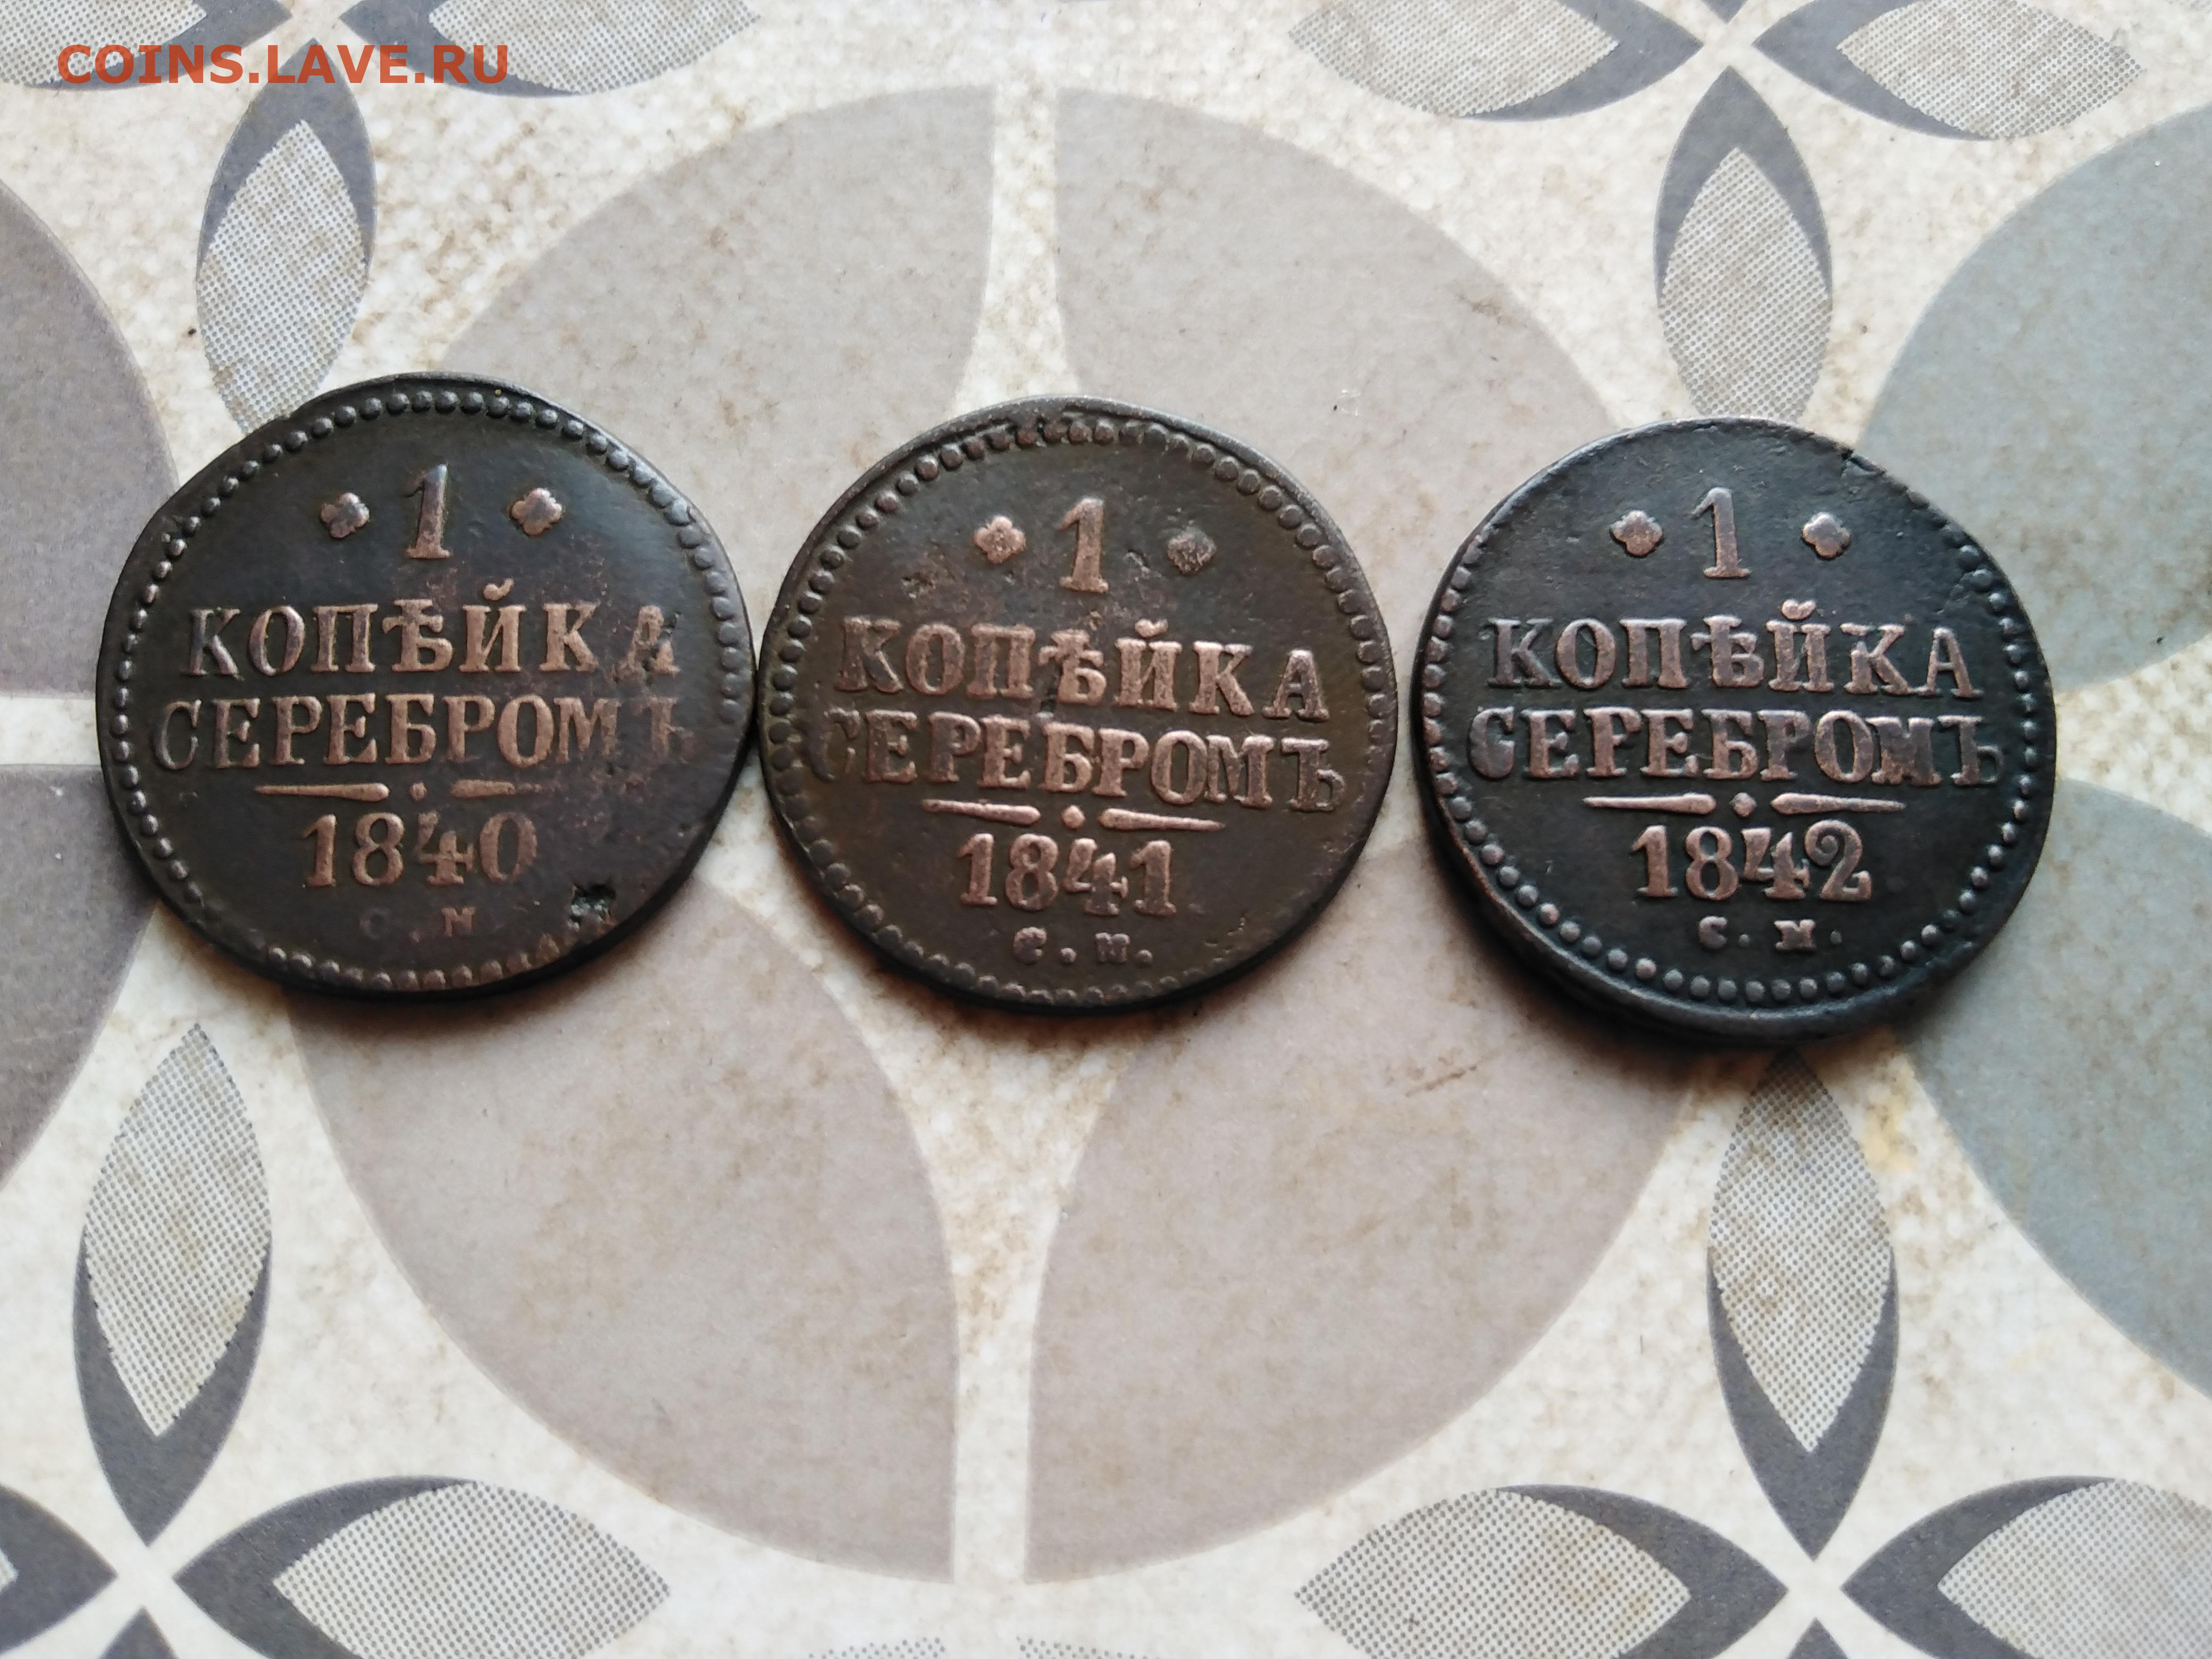 COINS.LAVE.RU
1
КОПѢЙКА
СЕРЕБРОМЪ
1840
С.М
1
КОПѢЙКА
СЕРЕБРОМЪ
1841
С.М.
1
КОПѢЙКА
СЕРЕБРОМЪ
1842
С.М.